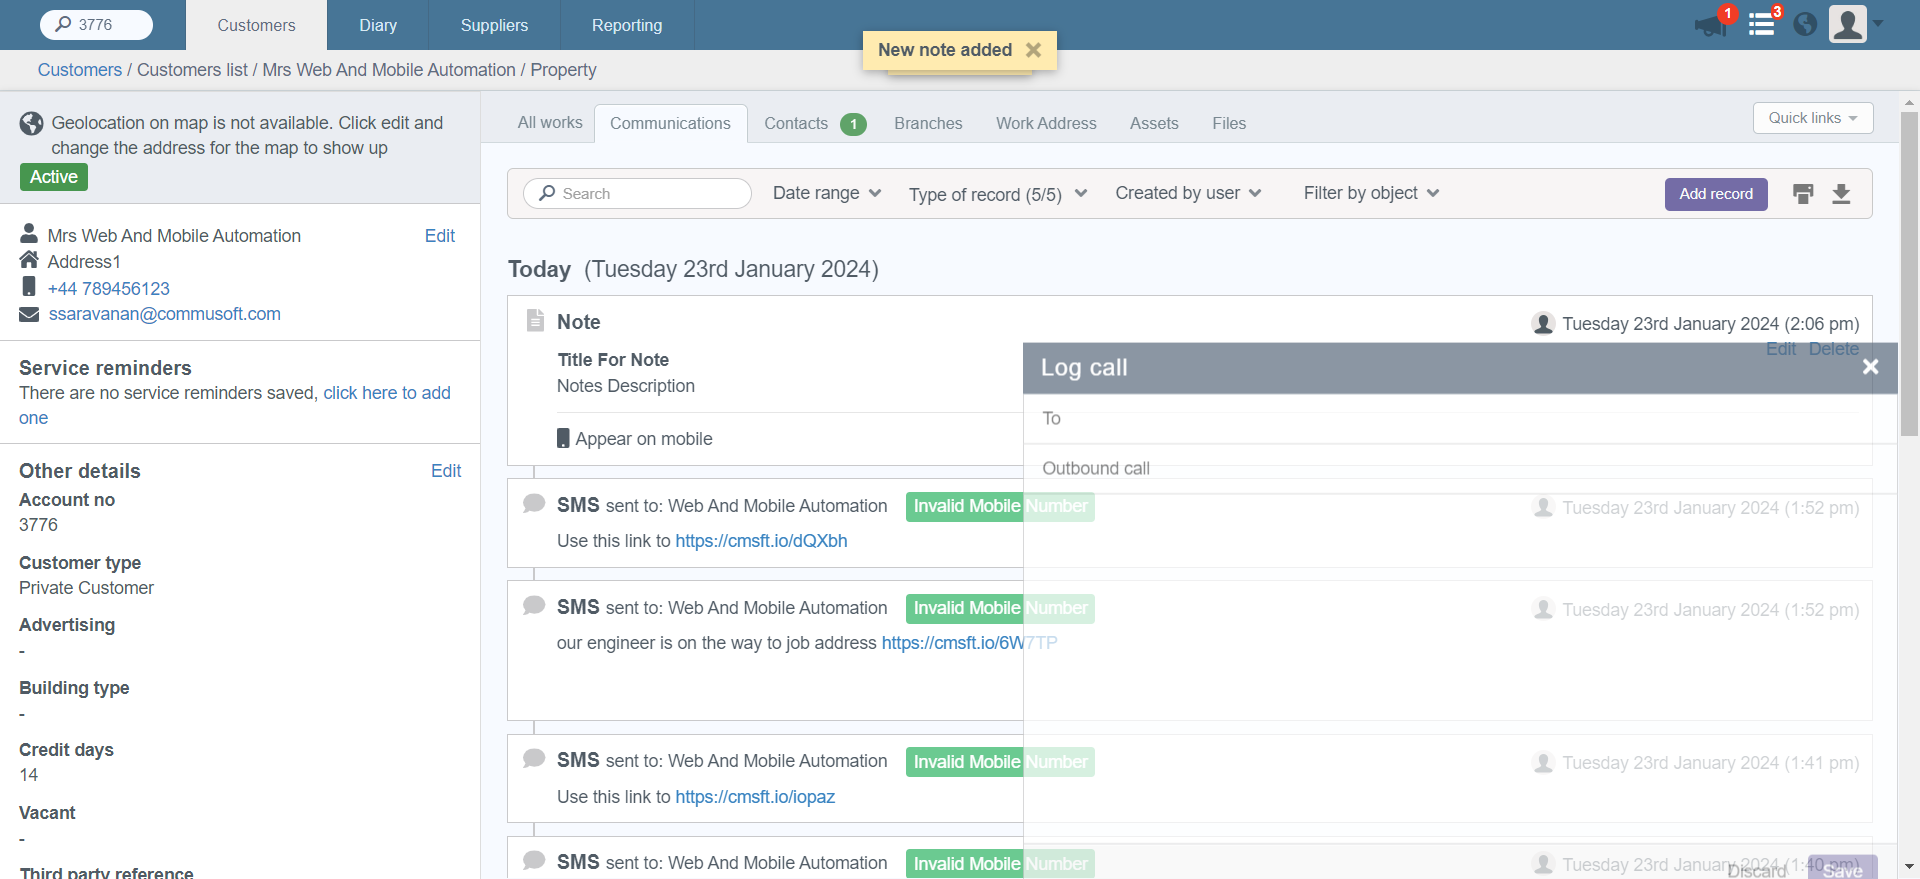 3776
Customers
Diary
Suppliers
Reporting
1
3
New note added
Customers / Customers list / Mrs Web And Mobile Automation / Property
Geolocation on map is not available. Click edit and
change the address for the map to show up
Active
Mrs Web And Mobile Automation
Edit
Address1
+44 789456123
ssaravanan@commusoft.com
Service reminders
There are no service reminders saved, click here to add
one
Other details
Edit
Account no
3776
Customer type
Private Customer
Advertising
-
Building type
-
Credit days
14
Vacant
-
Third party reference
All works
Communications
Contacts 1
Branches
Work Address
Assets
Files
Quick links
Search
Date range
Type of record (5/5)
Created by user
Filter by object
Add record
Today (Tuesday 23rd January 2024)
Note
Tuesday 23rd January 2024 (2:06 pm)
Edit Delete
Title For Note
Notes Description
Appear on mobile
Log call
To
Outbound call
SMS sent to: Web And Mobile Automation Invalid Mobile Number
Tuesday 23rd January 2024 (1:52 pm)
Use this link to https://cmsft.io/dQXbh
SMS sent to: Web And Mobile Automation Invalid Mobile Number
Tuesday 23rd January 2024 (1:52 pm)
our engineer is on the way to job address https://cmsft.io/6W7TP
SMS sent to: Web And Mobile Automation Invalid Mobile Number
Tuesday 23rd January 2024 (1:41 pm)
Use this link to https://cmsft.io/iopaz
SMS sent to: Web And Mobile Automation Invalid Mobile Number
Tuesday 23rd January 2024 (1:40 pm)
Discard
Save